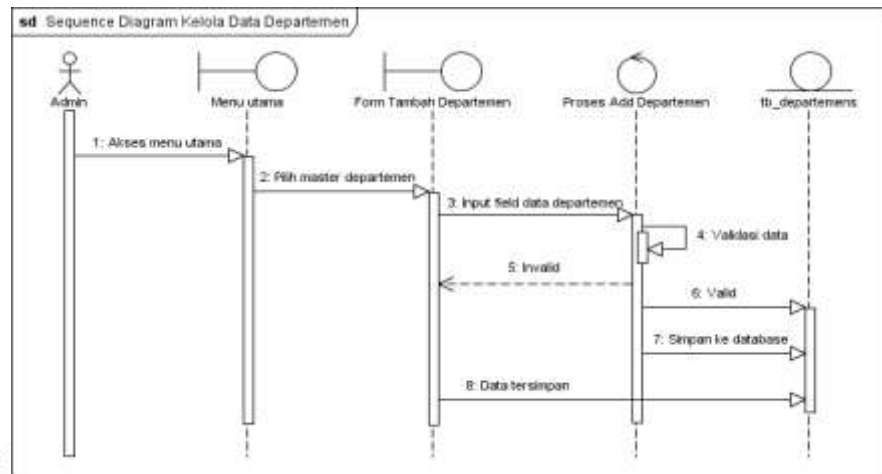 sd Sequence Diagram Kelola Data Departemen
Admin
Menu utama
Form Tambah Departemen
Proses Add Departemen
tb_departemens
1: Akses menu utama
2: Pilih master departemen
3: Input field data departemen
4: Validasi data
5: Invalid
6: Valid
7: Simpan ke database
8: Data tersimpan